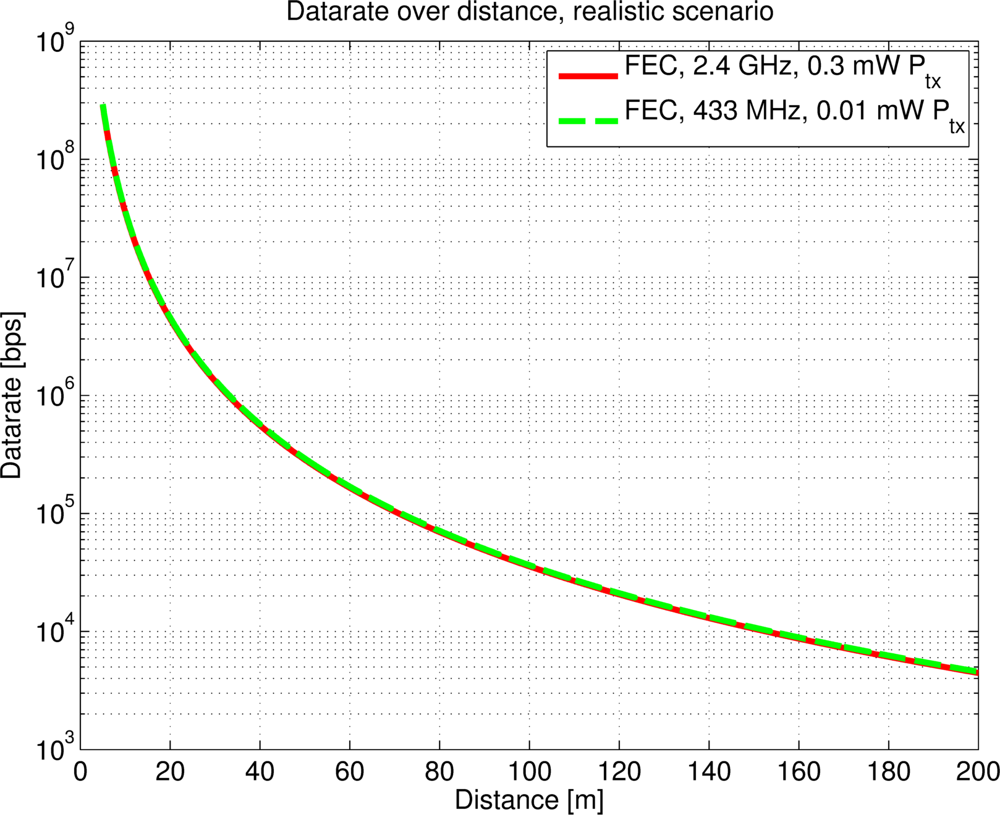 Datarate over distance, realistic scenario
10^9
FEC, 2.4 GHz, 0.3 mW P_tx
FEC, 433 MHz, 0.01 mW P_tx
10^8
10^7
Datarate [bps]
10^6
10^5
10^4
10^3
0 20 40 60 80 100 120 140 160 180 200
Distance [m]